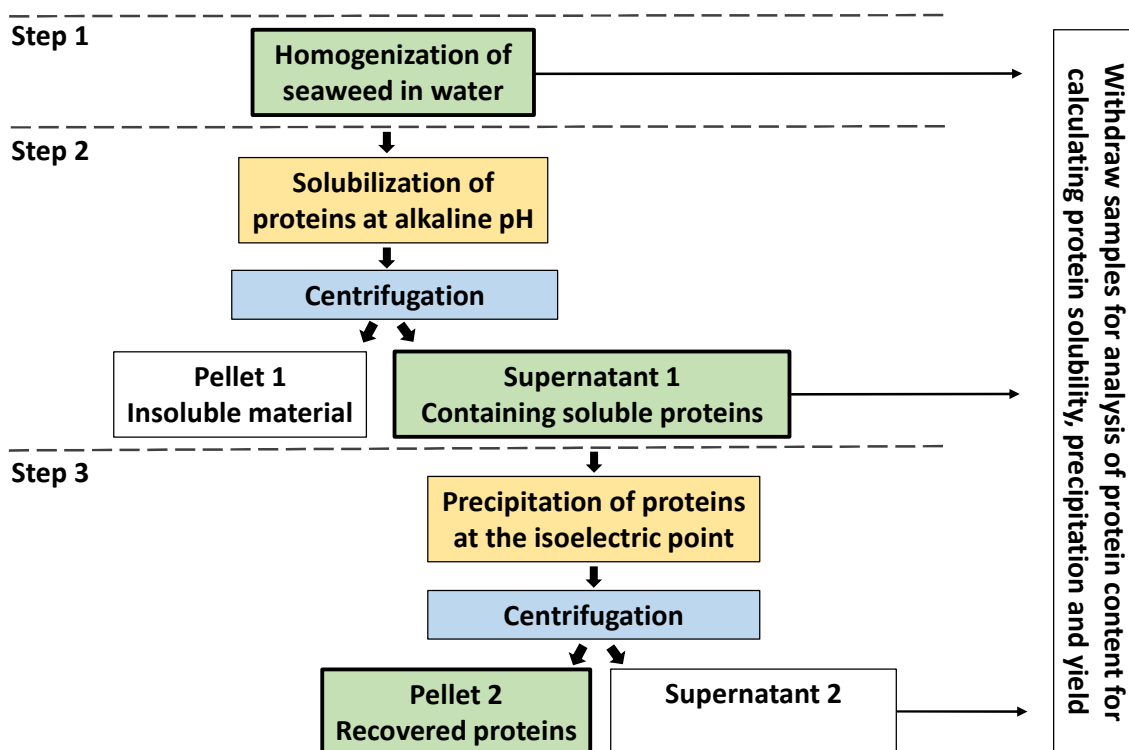 Step 1
Homogenization of
seaweed in water
Step 2
Solubilization of
proteins at alkaline pH
Centrifugation
Pellet 1
Insoluble material
Supernatant 1
Containing soluble proteins
Step 3
Precipitation of proteins
at the isoelectric point
Centrifugation
Pellet 2
Recovered proteins
Supernatant 2
Withdraw samples for analysis of protein content for
calculating protein solubility, precipitation and yield